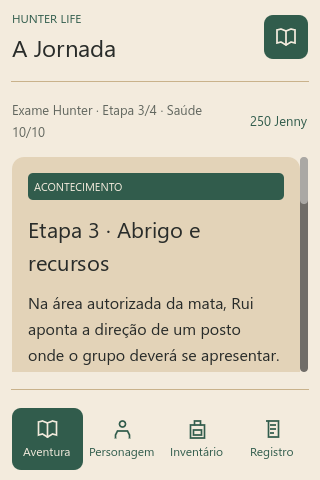 HUNTER LIFE
A Jornada
Exame Hunter · Etapa 3/4 · Saúde
10/10
250 Jenny
ACONTECIMENTO
Etapa 3 · Abrigo e
recursos
Na área autorizada da mata, Rui
aponta a direção de um posto
onde o grupo deverá se apresentar.
Aventura
Personagem
Inventário
Registro